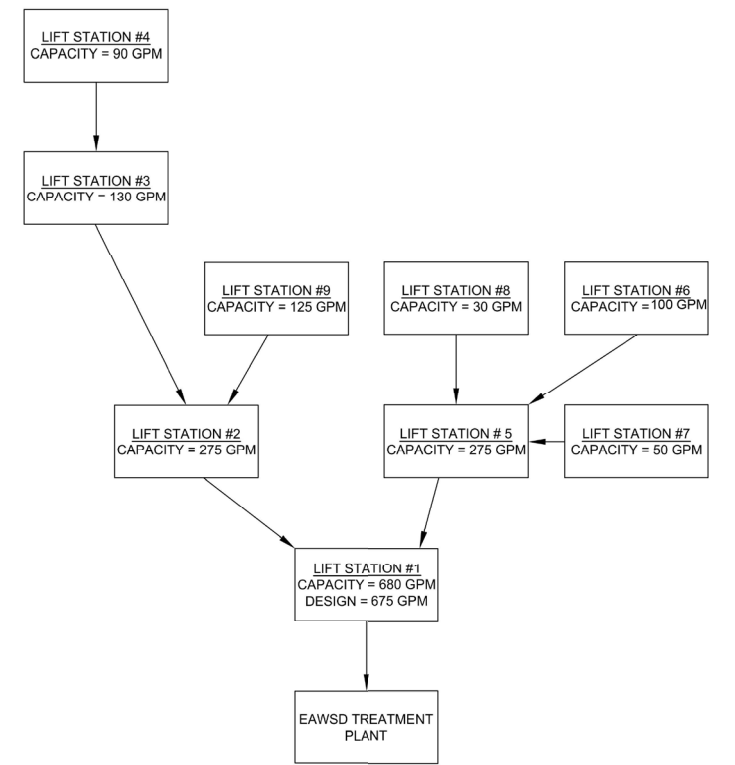 LIFT STATION #4
CAPACITY = 90 GPM
LIFT STATION #3
CAPACITY = 130 GPM
LIFT STATION #9
CAPACITY = 125 GPM
LIFT STATION #8
CAPACITY = 30 GPM
LIFT STATION #6
CAPACITY = 100 GPM
LIFT STATION #2
CAPACITY = 275 GPM
LIFT STATION # 5
CAPACITY = 275 GPM
LIFT STATION #7
CAPACITY = 50 GPM
LIFT STATION #1
CAPACITY = 680 GPM
DESIGN = 675 GPM
EAWSD TREATMENT
PLANT